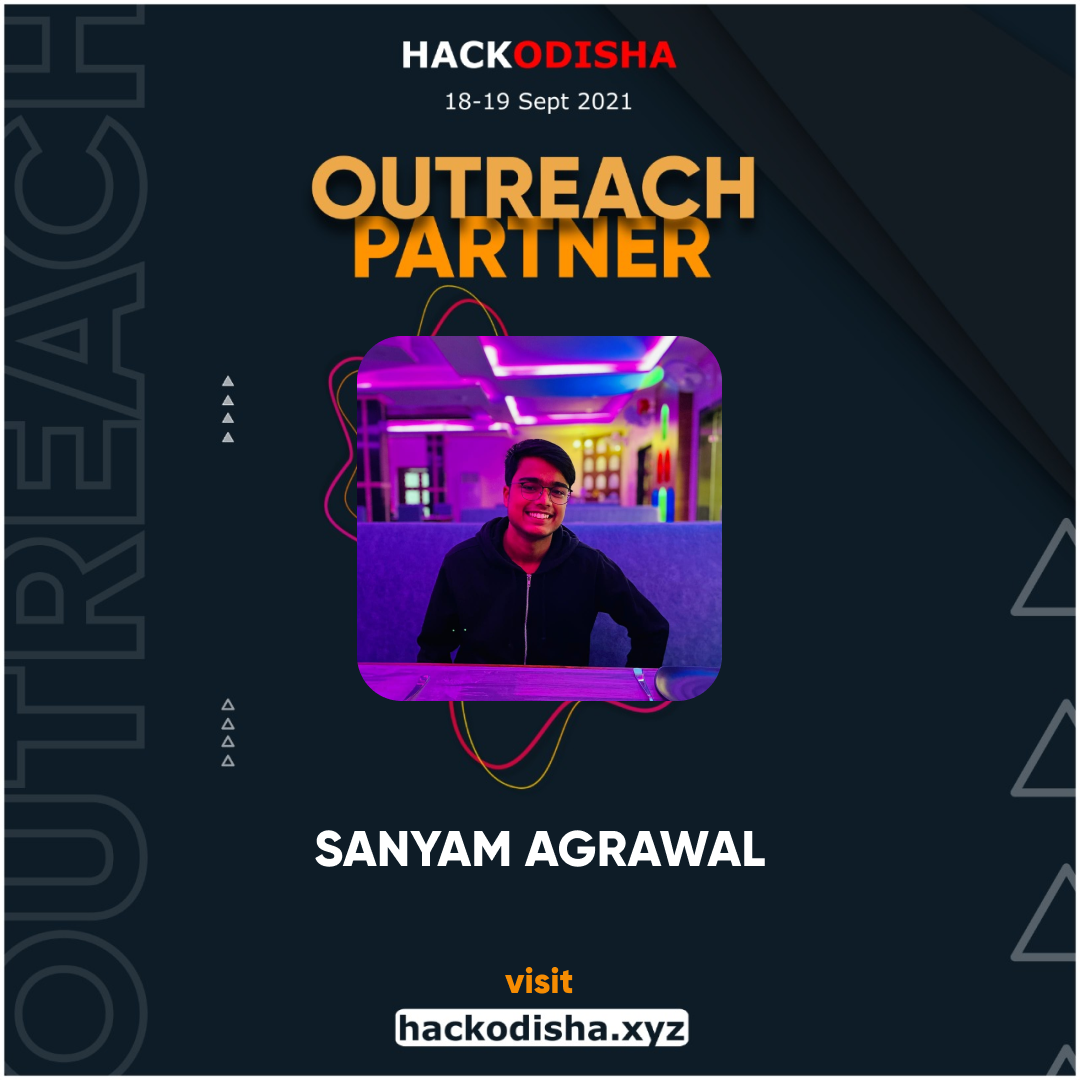 HACKODISHA
18-19 Sept 2021
OUTREACH
PARTNER
OUTREACH
SANYAM AGRAWAL
visit
hackodisha.xyz